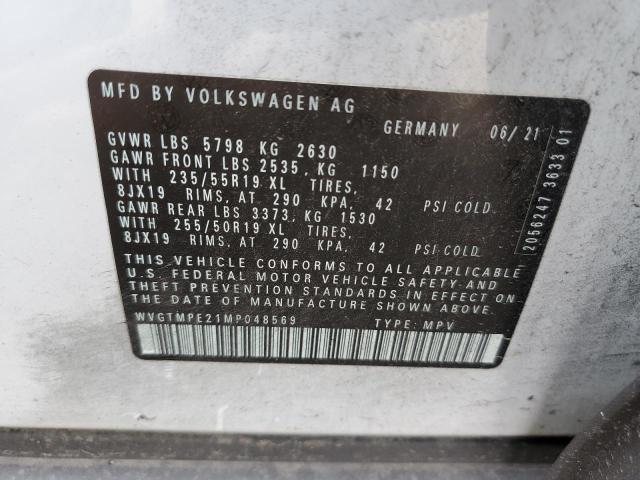 MFD BY VOLKSWAGEN AG
GERMANY 06/21
GVWR LBS 5798 KG 2630
GAWR FRONT LBS 2535, KG 1150
WITH 235/55R19 XL TIRES,
8JX19 RIMS, AT 290 KPA, 42 PSI COLD
GAWR REAR LBS 3373, KG 1530
WITH 255/50R19 XL TIRES,
8JX19 RIMS, AT 290 KPA, 42 PSI COLD
THIS VEHICLE CONFORMS TO ALL APPLICABLE
U.S. FEDERAL MOTOR VEHICLE SAFETY AND
THEFT PREVENTION STANDARDS IN EFFECT ON
THE DATE OF MANUFACTURE SHOWN ABOVE.
WVGTMPE21MP048569 TYPE: MPV
2056247 3633 01